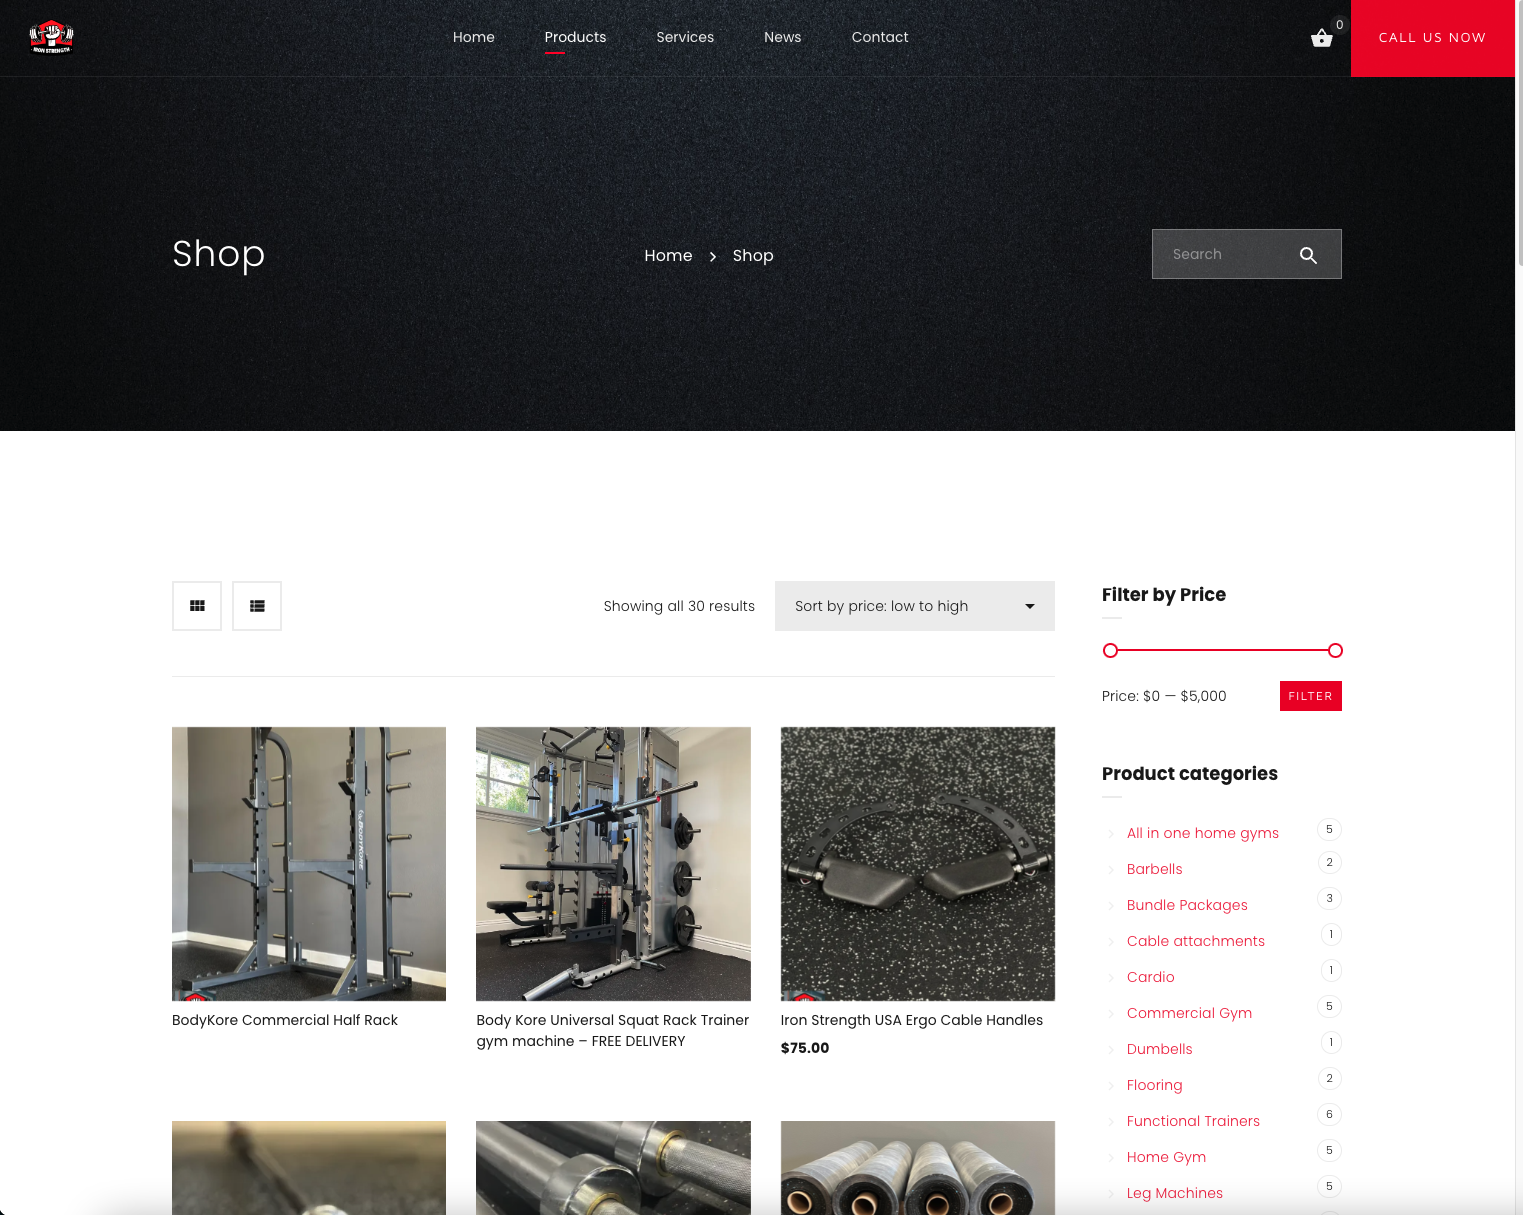 IRON STRENGTH
Home
Products
Services
News
Contact
0
CALL US NOW
Shop
Home
Shop
Search
Showing all 30 results
Sort by price: low to high
BODYKORE
BodyKore Commercial Half Rack
Body Kore Universal Squat Rack Trainer
gym machine – FREE DELIVERY
Iron Strength USA Ergo Cable Handles
$75.00
Filter by Price
Price: $0 — $5,000
FILTER
Product categories
All in one home gyms
5
Barbells
2
Bundle Packages
3
Cable attachments
1
Cardio
1
Commercial Gym
5
Dumbells
1
Flooring
2
Functional Trainers
6
Home Gym
5
Leg Machines
5